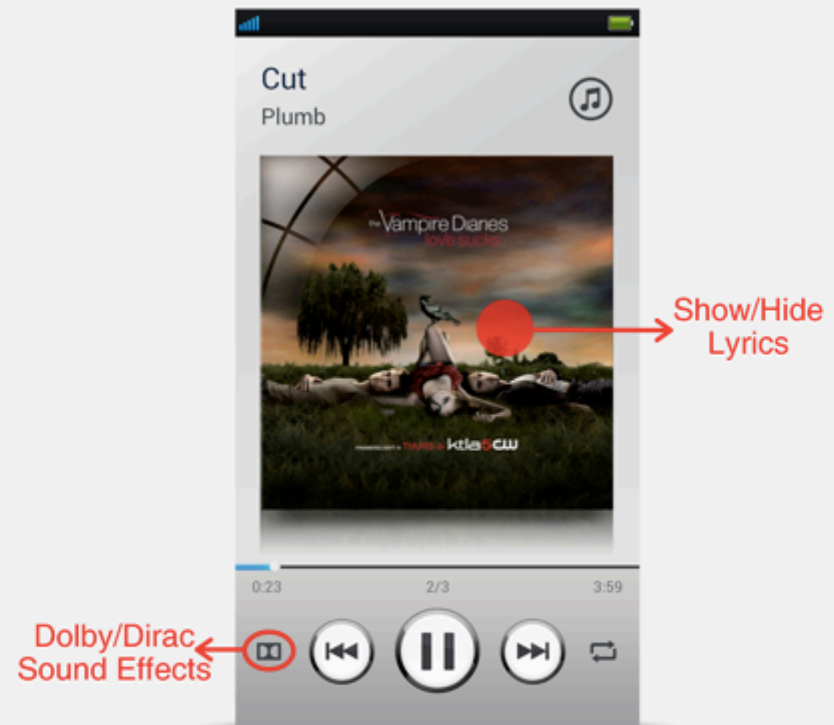 Cut
Plumb
the Vampire Diaries
love sucks
Show/Hide
Lyrics
ktla5CW
0:23 2/3 3:59
Dolby/Dirac
Sound Effects